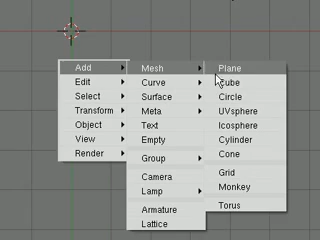 Add
Edit
Select
Transform
Object
View
Render
Mesh
Curve
Surface
Meta
Text
Empty
Group
Camera
Lamp
Armature
Lattice
Plane
Cube
Circle
UVsphere
Icosphere
Cylinder
Cone
Grid
Monkey
Torus